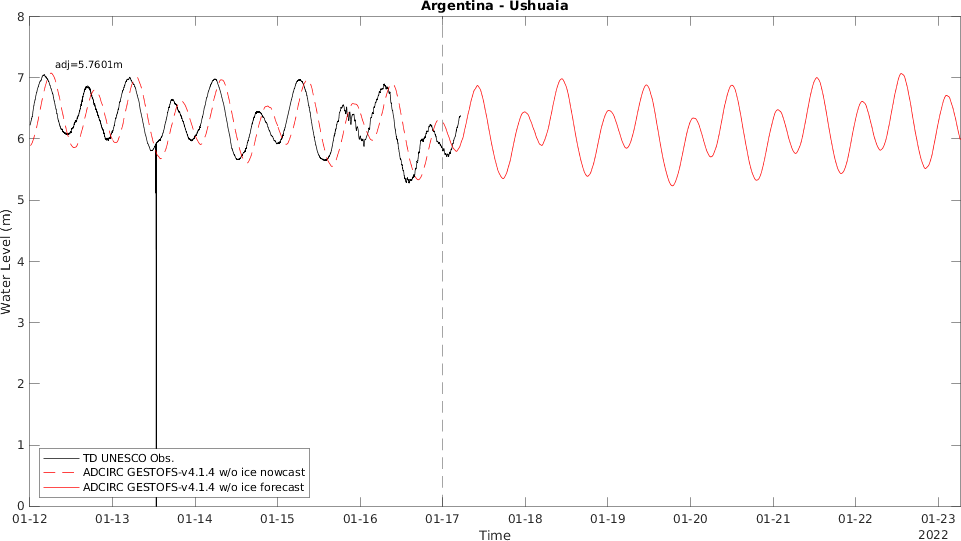 Argentina - Ushuaia
8
adj=5.7601m
7
6
5
4
3
2
1
0
Water Level (m)
TD UNESCO Obs.
ADCIRC GESTOFS-v4.1.4 w/o ice nowcast
ADCIRC GESTOFS-v4.1.4 w/o ice forecast
01-12 01-13 01-14 01-15 01-16 01-17 01-18 01-19 01-20 01-21 01-22 01-23
Time
2022